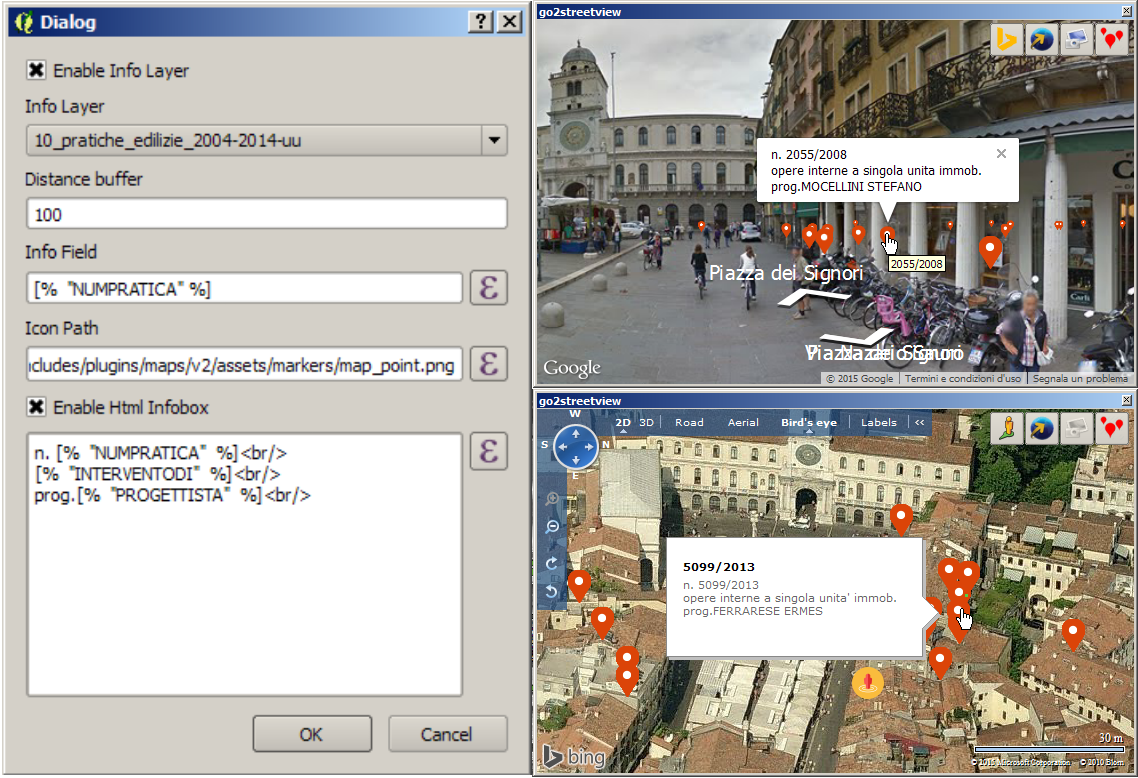 Dialog
Enable Info Layer
Info Layer
10_pratiche_edilizie_2004-2014-uu
Distance buffer
100
Info Field
[% "NUMPRATICA" %]
Icon Path
ncludes/plugins/maps/v2/assets/markers/map_point.png
Enable Html Infobox
n. [% "NUMPRATICA" %]<br/>
[% "INTERVENTODI" %]<br/>
prog.[% "PROGETTISTA" %]<br/>
OK
Cancel
go2streetview
n. 2055/2008
opere interne a singola unita immob.
prog.MOCELLINI STEFANO
2055/2008
Piazza dei Signori
Carli
Google
© 2015 Google
Termini e condizioni d'uso
Segnala un problema
go2streetview
W
S
N
E
2D
3D
Road
Aerial
Bird's eye
Labels
<<
5099/2013
n. 5099/2013
opere interne a singola unita' immob.
prog.FERRARESE ERMES
30 m
bing
© 2015 Microsoft Corporation
© 2010 Blom